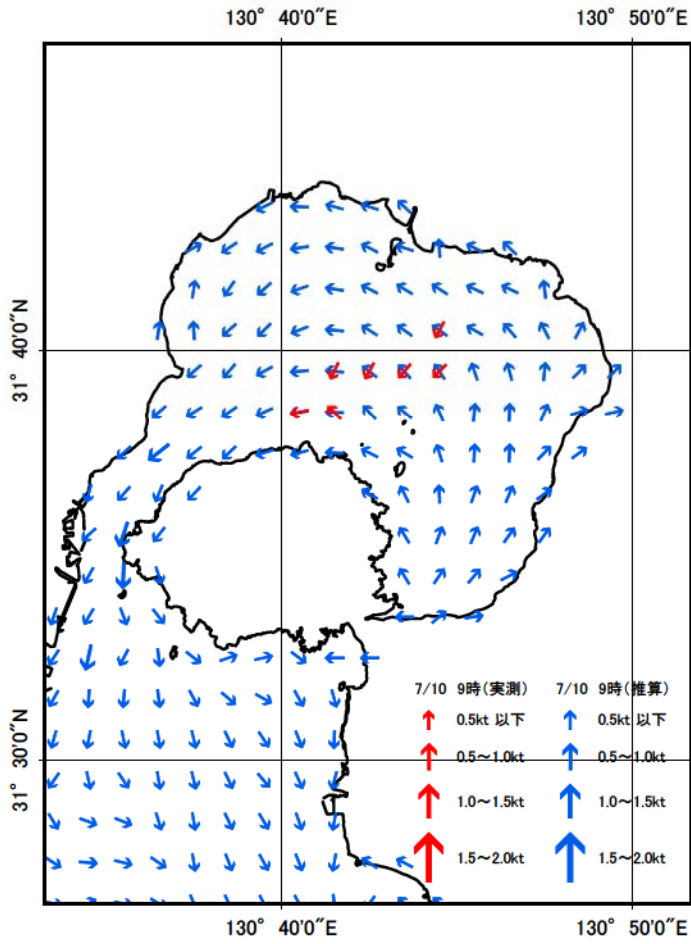 130° 40'0"E 130° 50'0"E
31° 40'0"N
31° 30'0"N
7/10 9時(実測) 7/10 9時(推算)
0.5kt 以下 0.5kt 以下
0.5～1.0kt 0.5～1.0kt
1.0～1.5kt 1.0～1.5kt
1.5～2.0kt 1.5～2.0kt
130° 40'0"E 130° 50'0"E